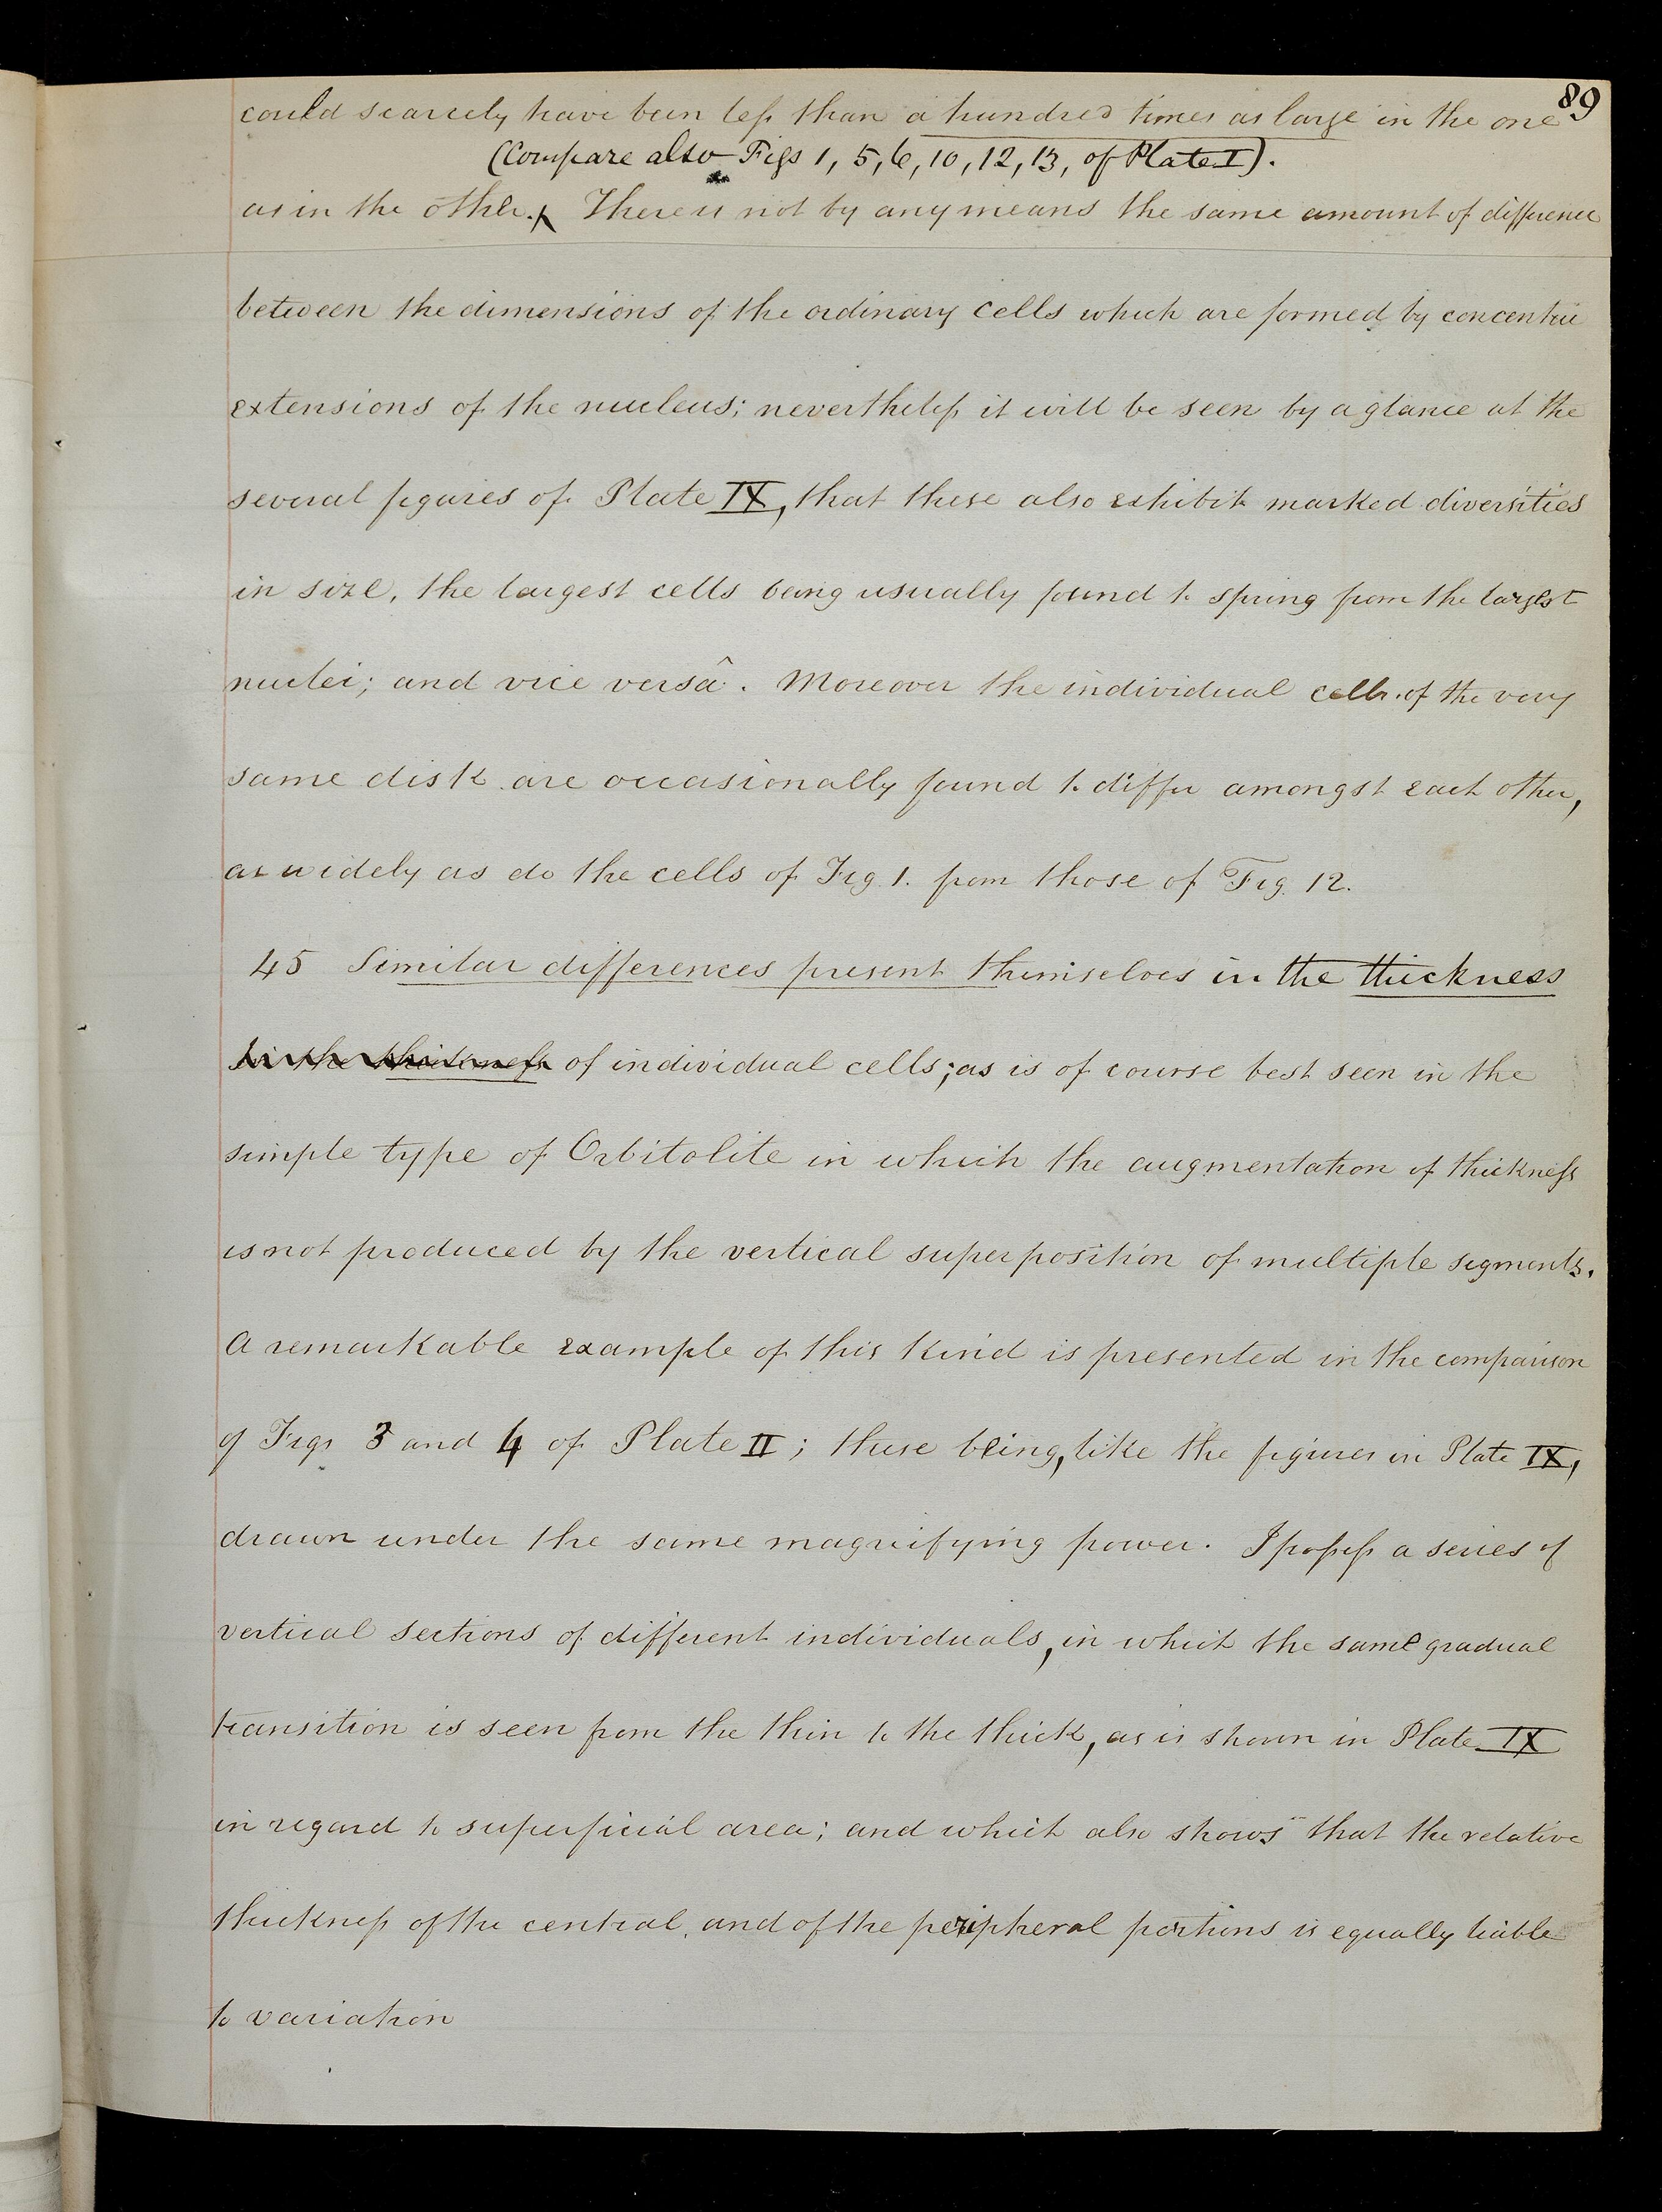 89
could scarcely have been less than a hundred times as large in the one
(Compare also Figs 1, 5, 6, 10, 12, 13, of Plate I).
as in the other. There is not by any means the same amount of difference
between the dimensions of the ordinary cells which are formed by concentric
extensions of the nucleus; nevertheless it will be seen by a glance at the
several figures of Plate IX, that these also exhibit marked diversities
in size, the largest cells being usually found to spring from the largest
nuclei; and vice versâ. Moreover the individual cells of the very
same disk are occasionally found to differ amongst each other,
as widely as do the cells of Fig 1. from those of Fig. 12.
45 Similar differences present themselves in the thickness
in the thickness of individual cells; as is of course best seen in the
simple type of Orbitolite in which the augmentation of thickness
is not produced by the vertical superposition of multiple segments.
A remarkable example of this kind is presented in the comparison
of Figs 3 and 4 of Plate II; these being, like the figures in Plate IX,
drawn under the same magnifying power. I possess a series of
vertical sections of different individuals, in which the same gradual
transition is seen from the thin to the thick, as is shown in Plate IX
in regard to superficial area; and which also shows that the relative
thickness of the central, and of the peripheral portions is equally liable
to variation